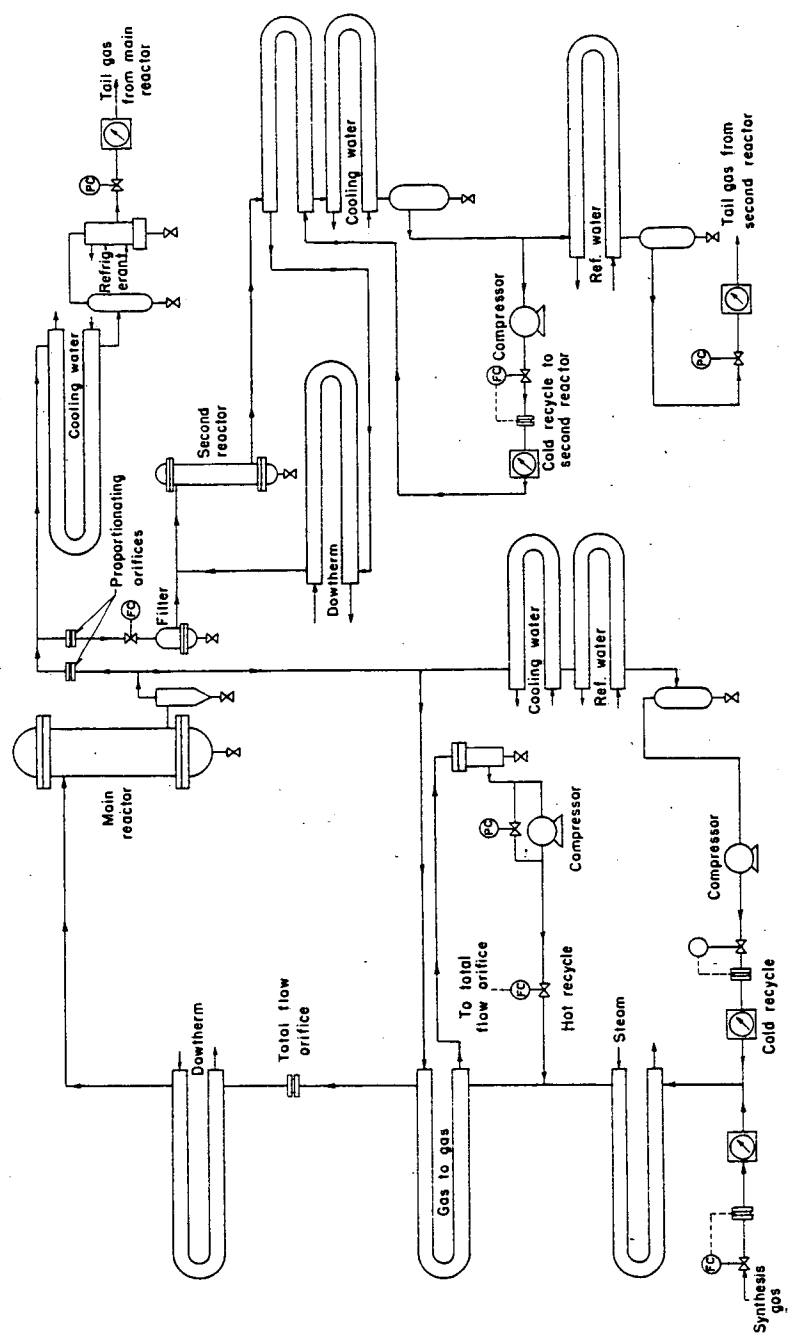 Tail gas
from main
reactor
PC
Refrig-
erant
Cooling water
Proportionating
orifices
FC
Filter
Second
reactor
Dowtherm
Cooling water
Compressor
FC
Cold recycle to
second reactor
Ref. water
PC
Tail gas from
second reactor
Main
reactor
Dowtherm
Total flow
orifice
To total
flow orifice
FC
Hot recycle
PC
Compressor
Cooling water
Ref. water
Gas to gas
Steam
Compressor
Cold recycle
FC
Synthesis
gas